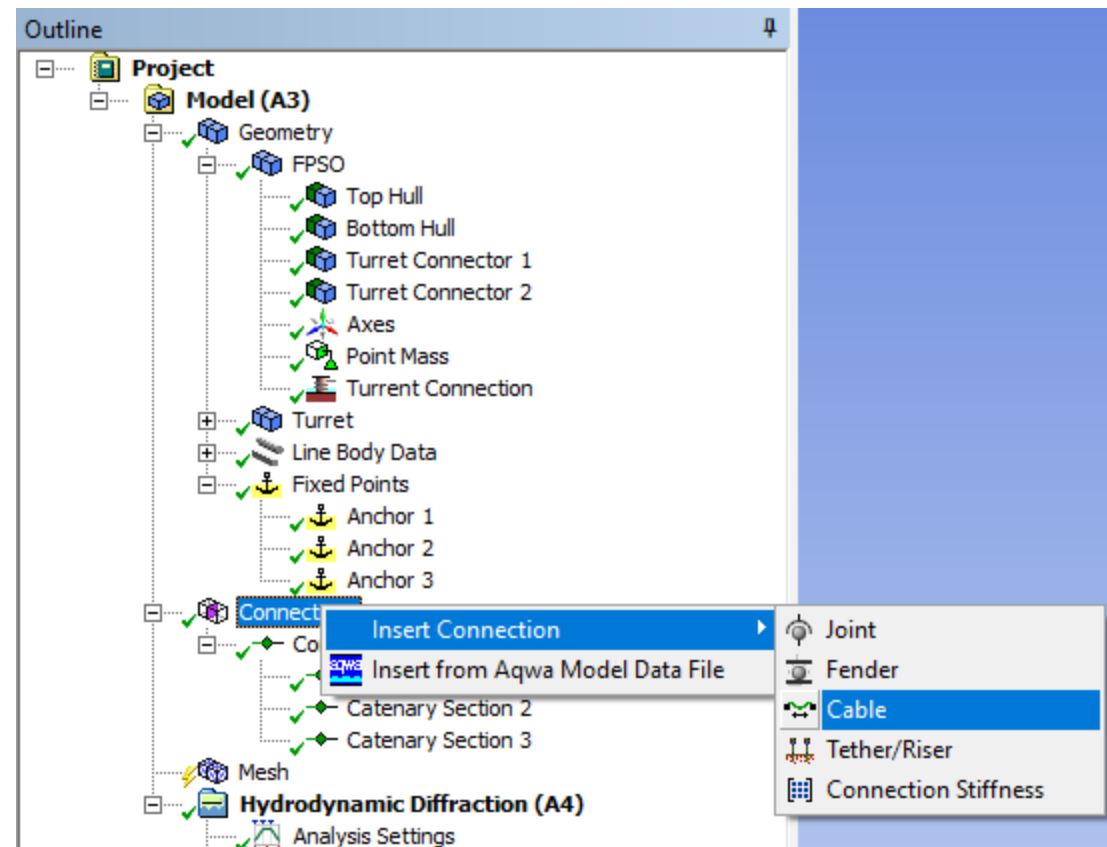 Outline
Project
Model (A3)
Geometry
FPSO
Top Hull
Bottom Hull
Turret Connector 1
Turret Connector 2
Axes
Point Mass
Turrent Connection
Turret
Line Body Data
Fixed Points
Anchor 1
Anchor 2
Anchor 3
Connect
Insert Connection
Joint
Co
Insert from Aqwa Model Data File
Fender
Catenary Section 2
Cable
Catenary Section 3
Tether/Riser
Mesh
Connection Stiffness
Hydrodynamic Diffraction (A4)
Analysis Settings